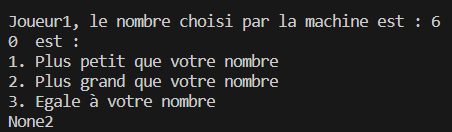 Joueur1, le nombre choisi par la machine est : 6
0  est :
1. Plus petit que votre nombre
2. Plus grand que votre nombre
3. Egale à votre nombre
None2